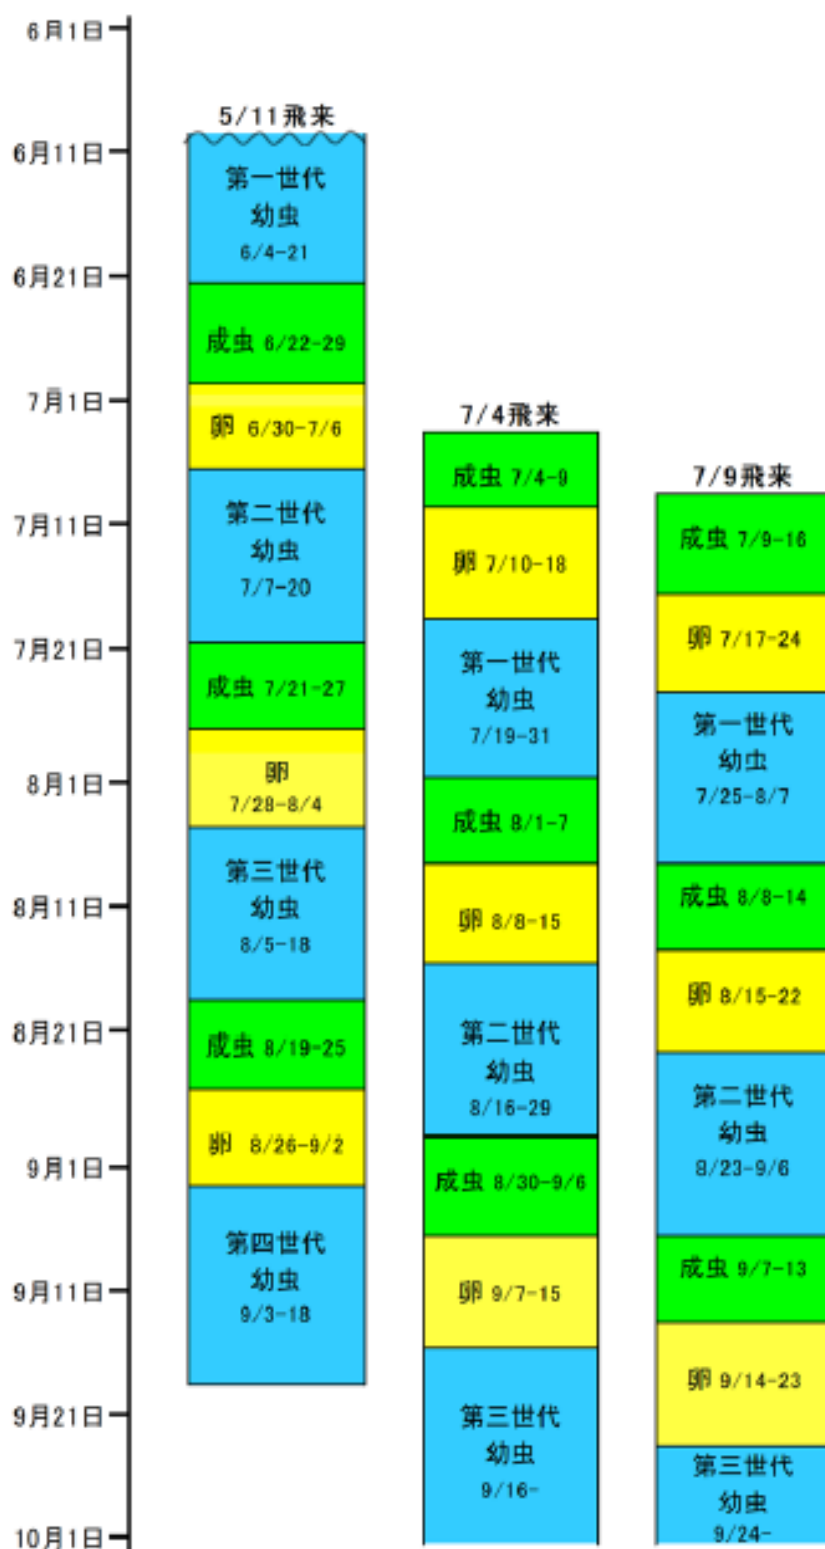 6月1日
6月11日
6月21日
7月1日
7月11日
7月21日
8月1日
8月11日
8月21日
9月1日
9月11日
9月21日
10月1日
5/11飛来
第一世代
幼虫
6/4-21
成虫 6/22-29
卵 6/30-7/6
第二世代
幼虫
7/7-20
成虫 7/21-27
卵
7/28-8/4
第三世代
幼虫
8/5-18
成虫 8/19-25
卵 8/26-9/2
第四世代
幼虫
9/3-18
7/4飛来
成虫 7/4-9
卵 7/10-18
第一世代
幼虫
7/19-31
成虫 8/1-7
卵 8/8-15
第二世代
幼虫
8/16-29
成虫 8/30-9/6
卵 9/7-15
第三世代
幼虫
9/16-
7/9飛来
成虫 7/9-16
卵 7/17-24
第一世代
幼虫
7/25-8/7
成虫 8/8-14
卵 8/15-22
第二世代
幼虫
8/23-9/6
成虫 9/7-13
卵 9/14-23
第三世代
幼虫
9/24-